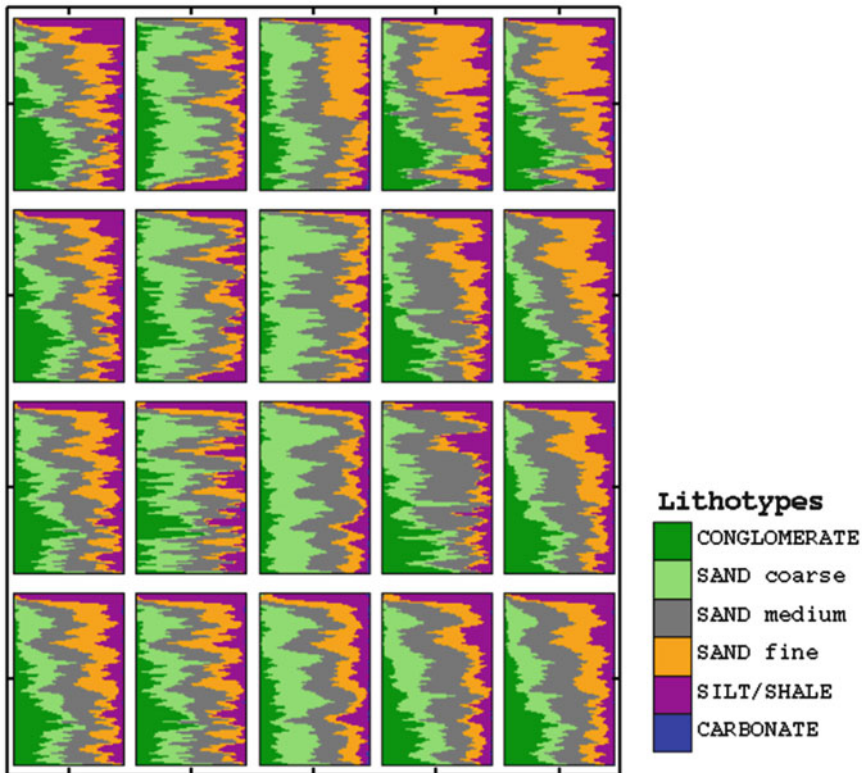 Lithotypes
CONGLOMERATE
SAND coarse
SAND medium
SAND fine
SILT/SHALE
CARBONATE